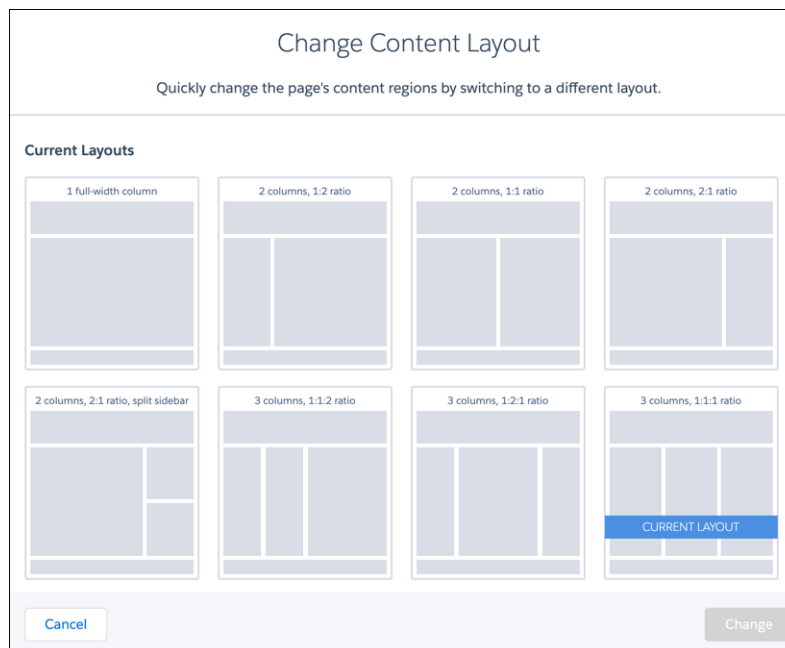 Change Content Layout
Quickly change the page's content regions by switching to a different layout.
Current Layouts
1 full-width column
2 columns, 1:2 ratio
2 columns, 1:1 ratio
2 columns, 2:1 ratio
2 columns, 2:1 ratio, split sidebar
3 columns, 1:1:2 ratio
3 columns, 1:2:1 ratio
3 columns, 1:1:1 ratio
CURRENT LAYOUT
Cancel
Change